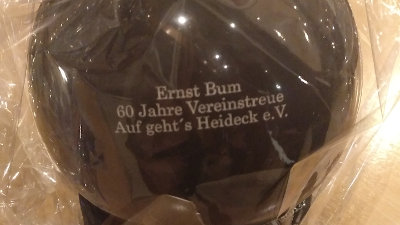 Ernst Bum
60 Jahre Vereinstreue
Auf geht's Heideck e.V.